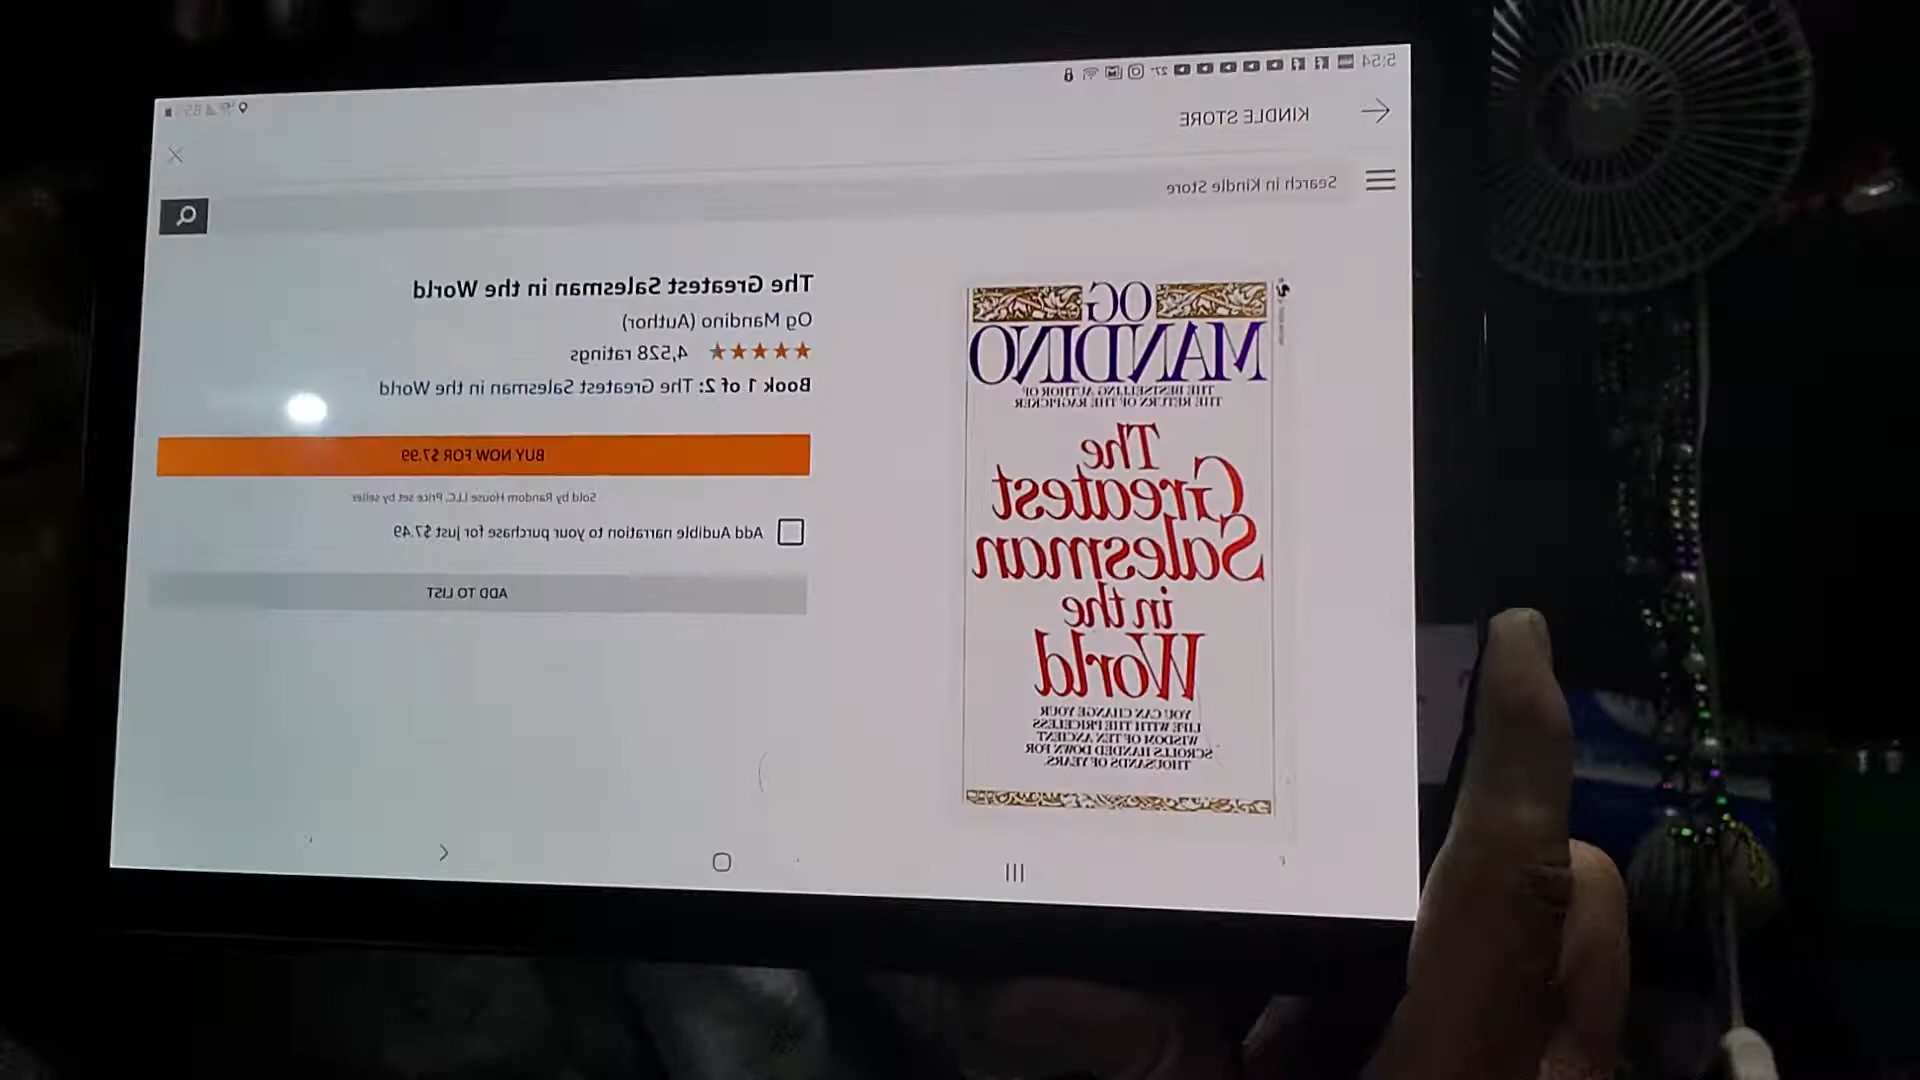 5:54
27°
KINDLE STORE
Search in Kindle Store
The Greatest Salesman in the World
Og Mandino (Author)
4,528 ratings
Book 1 of 2: The Greatest Salesman in the World
BUY NOW FOR $7.99
Sold by Random House LLC. Price set by seller
Add Audible narration to your purchase for just $7.49
ADD TO LIST
OG
MANDINO
THE BESTSELLING AUTHOR OF
THE RETURN OF THE RAGPICKER
The
Greatest
Salesman
in the
World
YOU CAN CHANGE YOUR
LIFE WITH THE PRICELESS
WISDOM OF TEN ANCIENT
SCROLLS HANDED DOWN FOR
THOUSANDS OF YEARS.